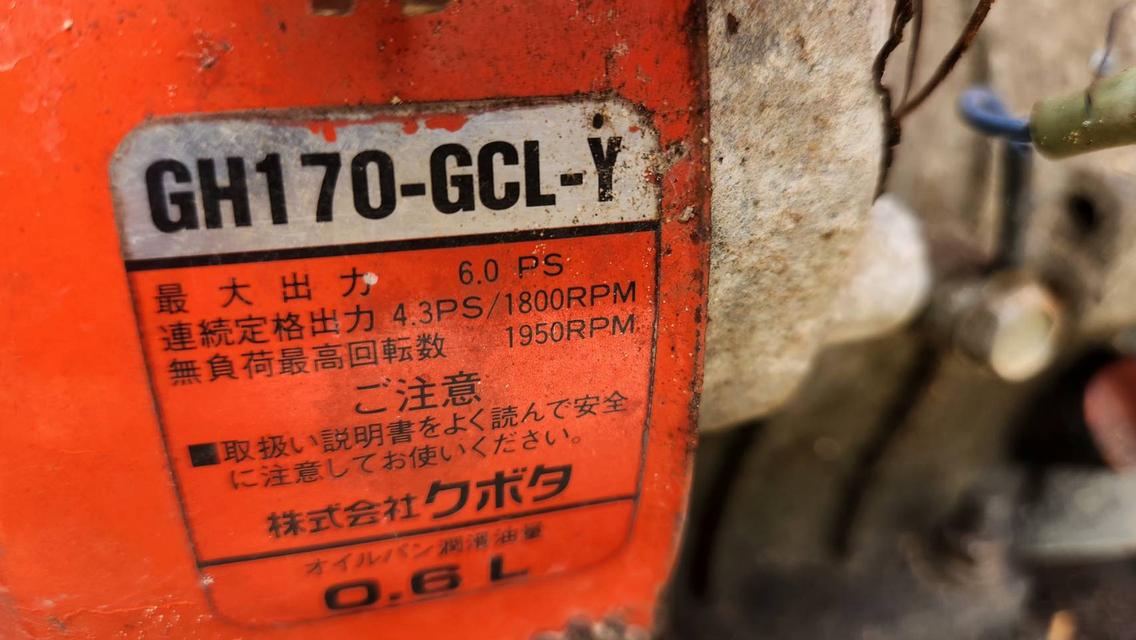 GH170-GCL-Y
最大出力 6.0 PS
連続定格出力 4.3PS/1800RPM
無負荷最高回転数 1950RPM
ご注意
■取扱い説明書をよく読んで安全
に注意してお使いください。
株式会社クボタ
オイルパン潤滑油量
0.6L